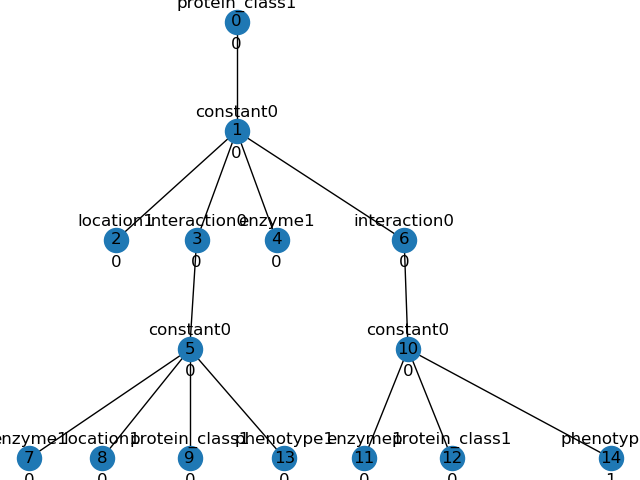 protein_class1
0
0
constant0
1
0
location1 interaction0 enzyme1 interaction0
2 3 4 6
0 0 0 0
constant0 constant0
5 10
0 0
enzyme1 location1 protein_class1 phenotype1 enzyme1 protein_class1 phenotyp
7 8 9 13 11 12 14
0 0 0 0 0 0 1